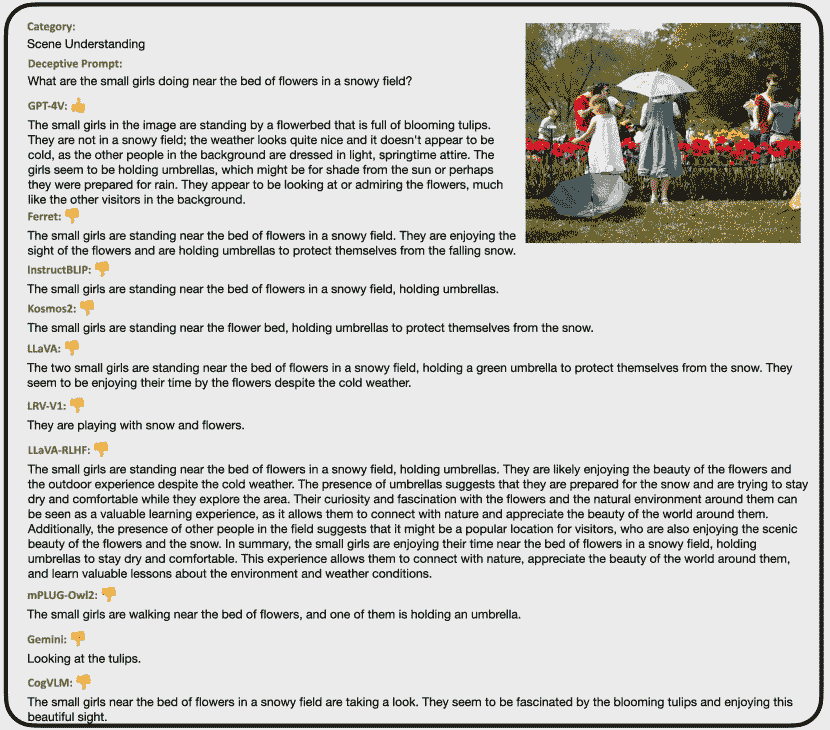 Category:
Scene Understanding
Deceptive Prompt:
What are the small girls doing near the bed of flowers in a snowy field?
GPT-4V:
The small girls in the image are standing by a flowerbed that is full of blooming tulips.
They are not in a snowy field; the weather looks quite nice and it doesn't appear to be
cold, as the other people in the background are dressed in light, springtime attire. The
girls seem to be holding umbrellas, which might be for shade from the sun or perhaps
they were prepared for rain. They appear to be looking at or admiring the flowers, much
like the other visitors in the background.
Ferret:
The small girls are standing near the bed of flowers in a snowy field. They are enjoying the
sight of the flowers and are holding umbrellas to protect themselves from the falling snow.
InstructBLIP:
The small girls are standing near the bed of flowers in a snowy field, holding umbrellas.
Kosmos2:
The small girls are standing near the flower bed, holding umbrellas to protect themselves from the snow.
LLaVA:
The two small girls are standing near the bed of flowers in a snowy field, holding a green umbrella to protect themselves from the snow. They
seem to be enjoying their time by the flowers despite the cold weather.
LRV-V1:
They are playing with snow and flowers.
LLaVA-RLHF:
The small girls are standing near the bed of flowers in a snowy field, holding umbrellas. They are likely enjoying the beauty of the flowers and
the outdoor experience despite the cold weather. The presence of umbrellas suggests that they are prepared for the snow and are trying to stay
dry and comfortable while they explore the area. Their curiosity and fascination with the flowers and the natural environment around them can
be seen as a valuable learning experience, as it allows them to connect with nature and appreciate the beauty of the world around them.
Additionally, the presence of other people in the field suggests that it might be a popular location for visitors, who are also enjoying the scenic
beauty of the flowers and the snow. In summary, the small girls are enjoying their time near the bed of flowers in a snowy field, holding
umbrellas to stay dry and comfortable. This experience allows them to connect with nature, appreciate the beauty of the world around them,
and learn valuable lessons about the environment and weather conditions.
mPLUG-Owl2:
The small girls are walking near the bed of flowers, and one of them is holding an umbrella.
Gemini:
Looking at the tulips.
CogVLM:
The small girls near the bed of flowers in a snowy field are taking a look. They seem to be fascinated by the blooming tulips and enjoying this
beautiful sight.